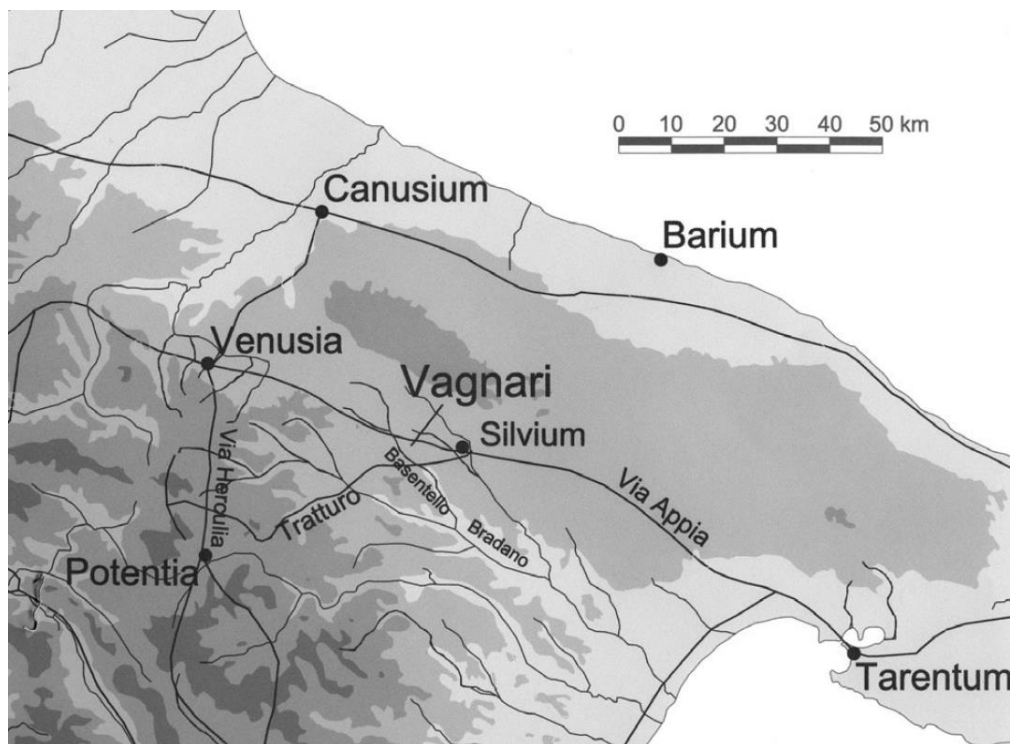 0 10 20 30 40 50 km
Canusium
Barium
Venusia
Vagnari
Silvium
Via Herculia
Basentello
Via Appia
Tratturo
Bradano
Potentia
Tarentum